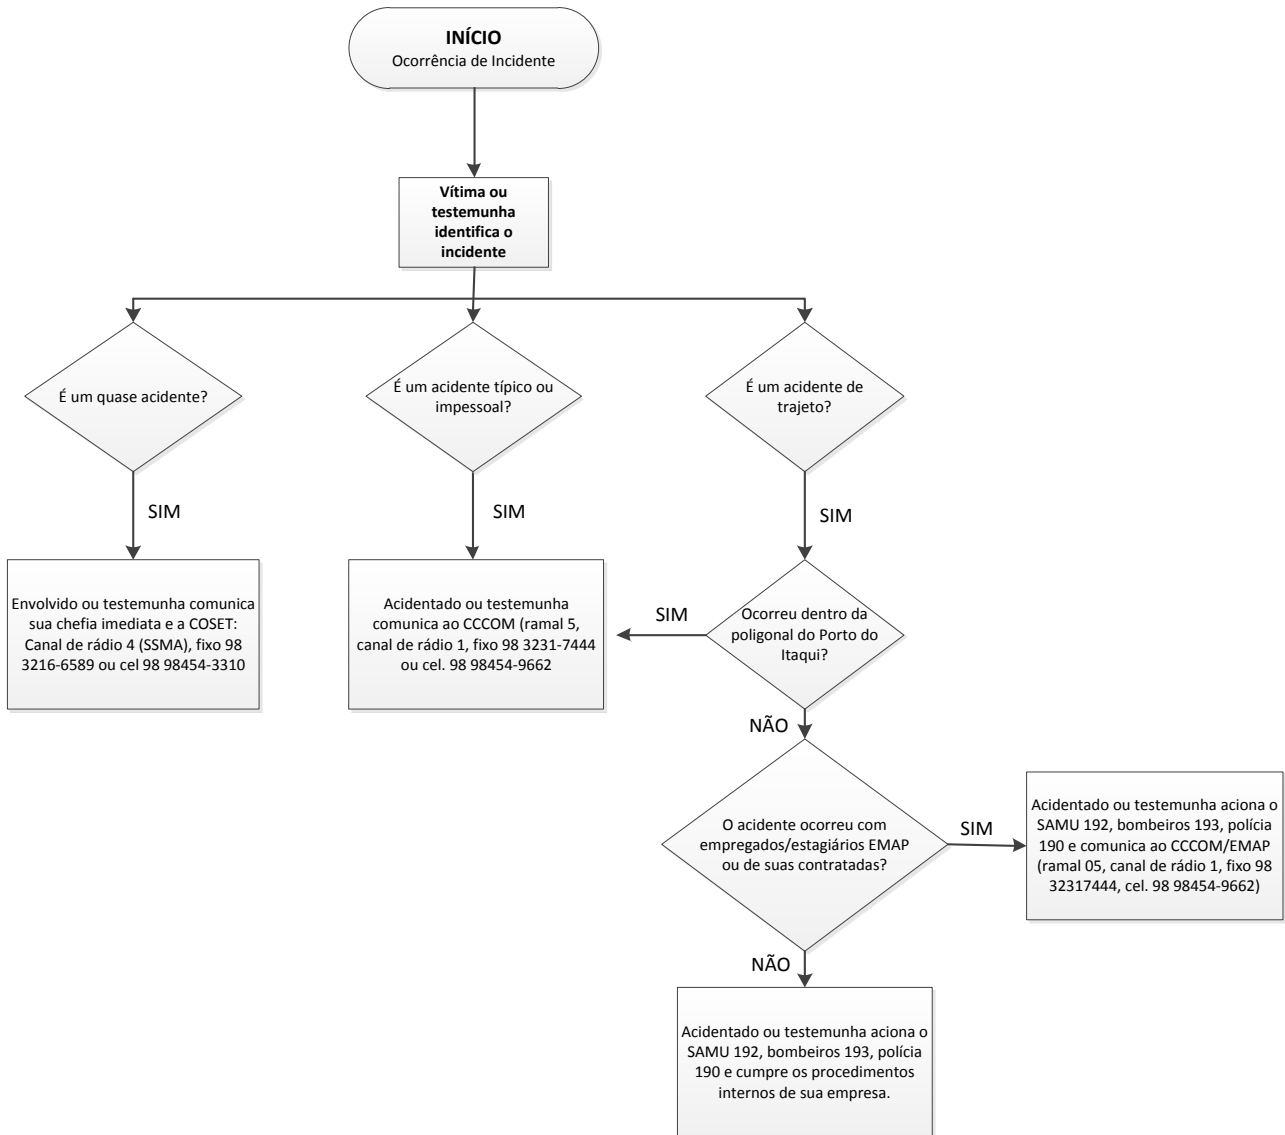 INÍCIO
Ocorrência de Incidente
Vítima ou
testemunha
identifica o
incidente
É um quase acidente?
É um acidente típico ou
impessoal?
É um acidente de
trajeto?
SIM
SIM
SIM
Envolvido ou testemunha comunica
sua chefia imediata e a COSET:
Canal de rádio 4 (SSMA), fixo 98
3216-6589 ou cel 98 98454-3310
Acidentado ou testemunha
comunica ao CCCOM (ramal 5,
canal de rádio 1, fixo 98 3231-7444
ou cel. 98 98454-9662
SIM
Ocorreu dentro da
poligonal do Porto do
Itaqui?
NÃO
O acidente ocorreu com
empregados/estagiários EMAP
ou de suas contratadas?
SIM
Acidentado ou testemunha aciona o
SAMU 192, bombeiros 193, polícia
190 e comunica ao CCCOM/EMAP
(ramal 05, canal de rádio 1, fixo 98
32317444, cel. 98 98454-9662)
NÃO
Acidentado ou testemunha aciona o
SAMU 192, bombeiros 193, polícia
190 e cumpre os procedimentos
internos de sua empresa.